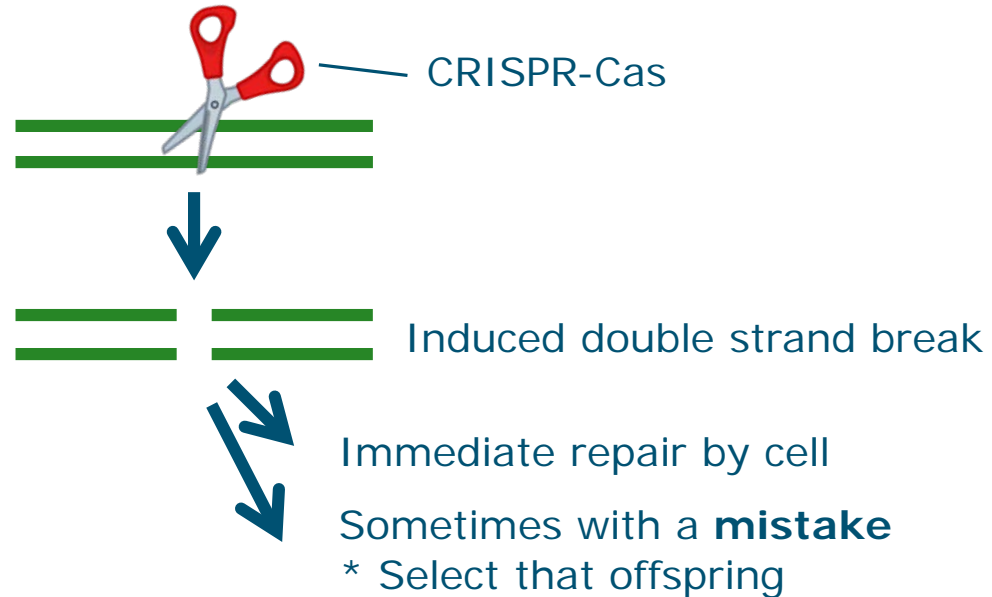 CRISPR-Cas
Induced double strand break
Immediate repair by cell
Sometimes with a mistake
* Select that offspring